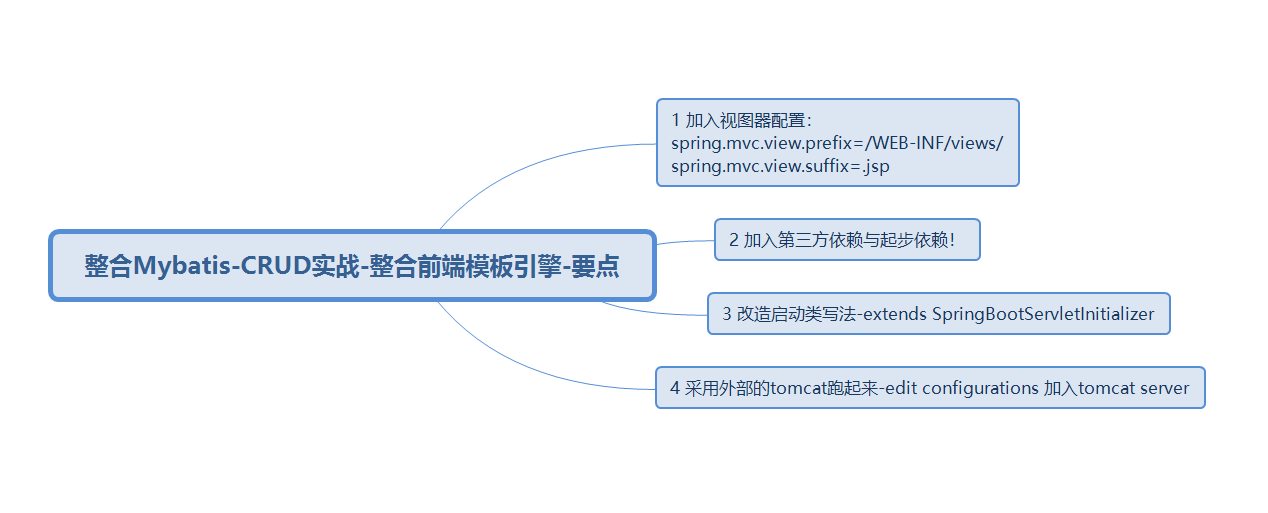 整合Mybatis-CRUD实战-整合前端模板引擎-要点
1 加入视图器配置：
spring.mvc.view.prefix=/WEB-INF/views/
spring.mvc.view.suffix=.jsp
2 加入第三方依赖与起步依赖！
3 改造启动类写法-extends SpringBootServletInitializer
4 采用外部的tomcat跑起来-edit configurations 加入tomcat server